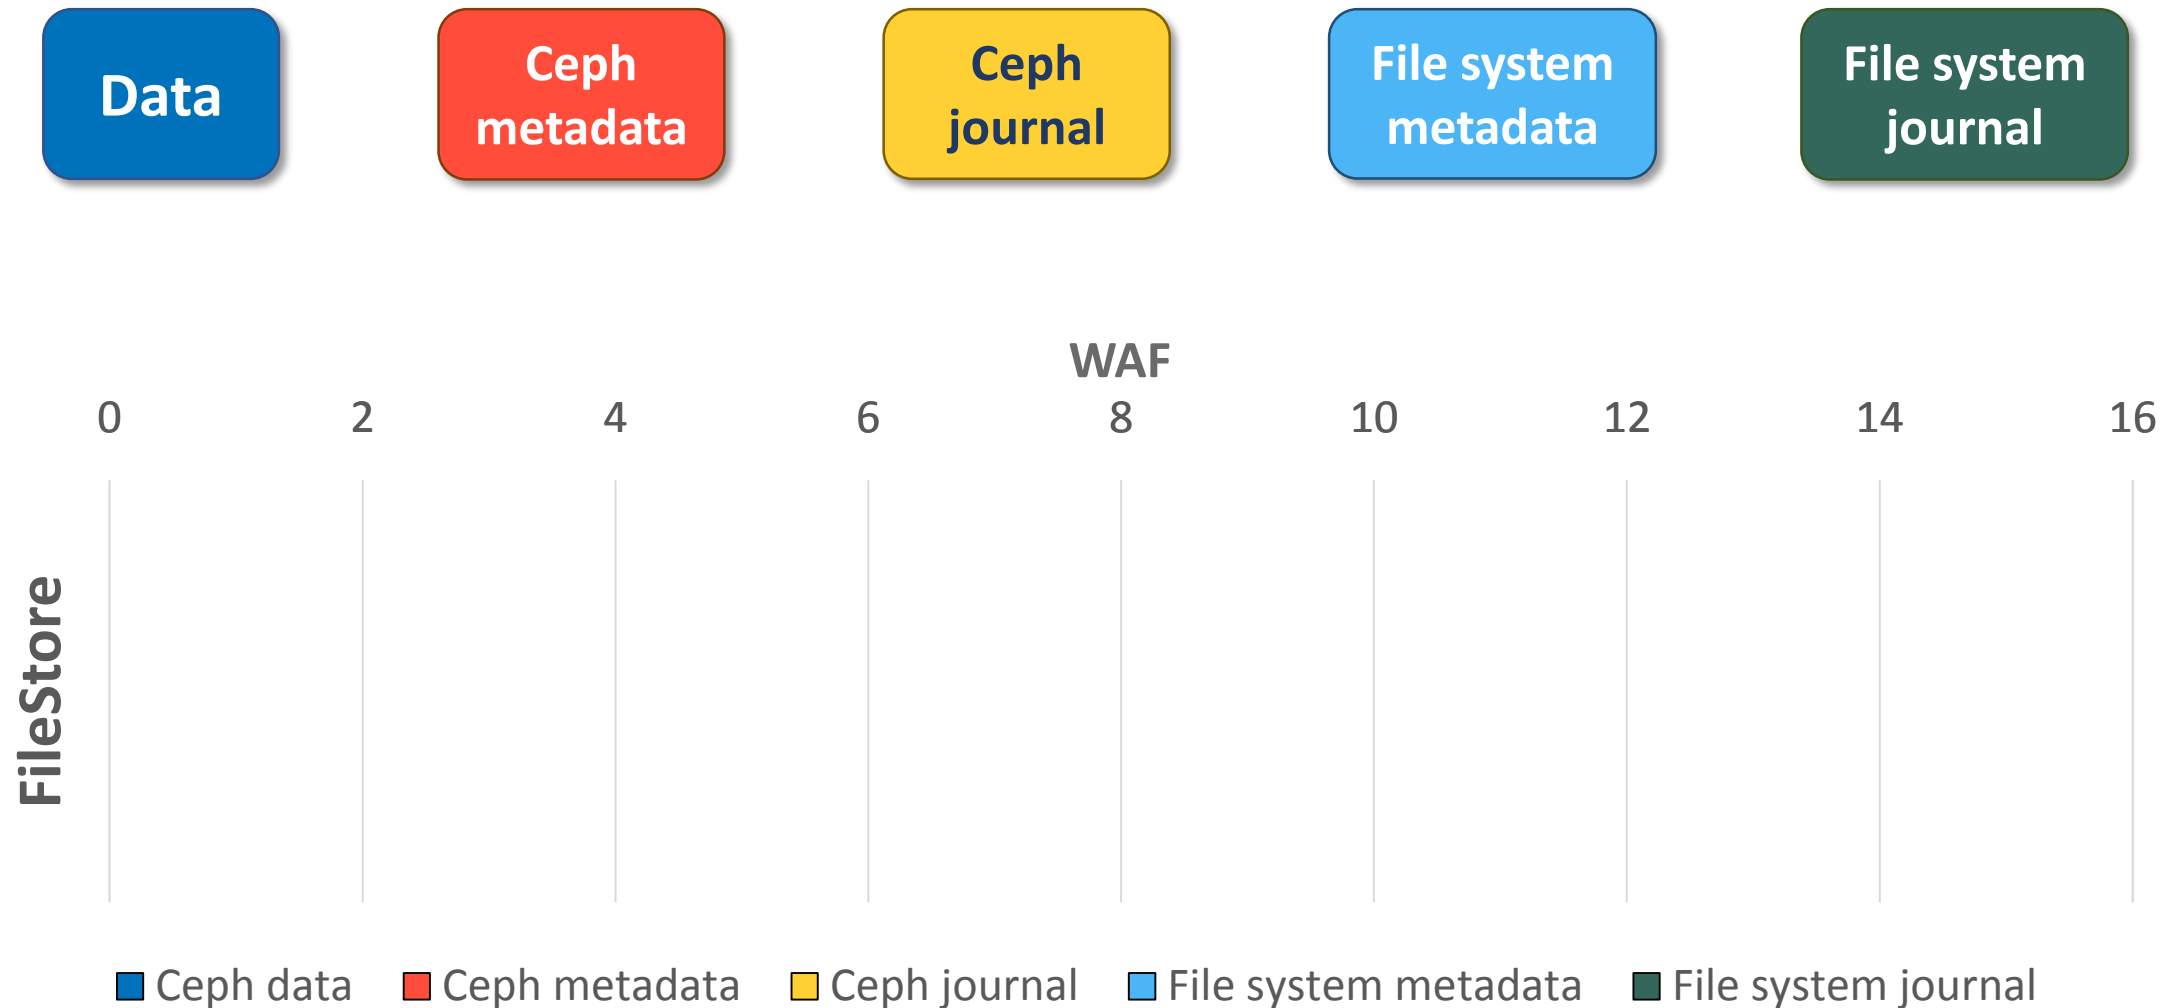 Data
Ceph
metadata
Ceph
journal
File system
metadata
File system
journal
WAF
0 2 4 6 8 10 12 14 16
FileStore
Ceph data Ceph metadata Ceph journal File system metadata File system journal